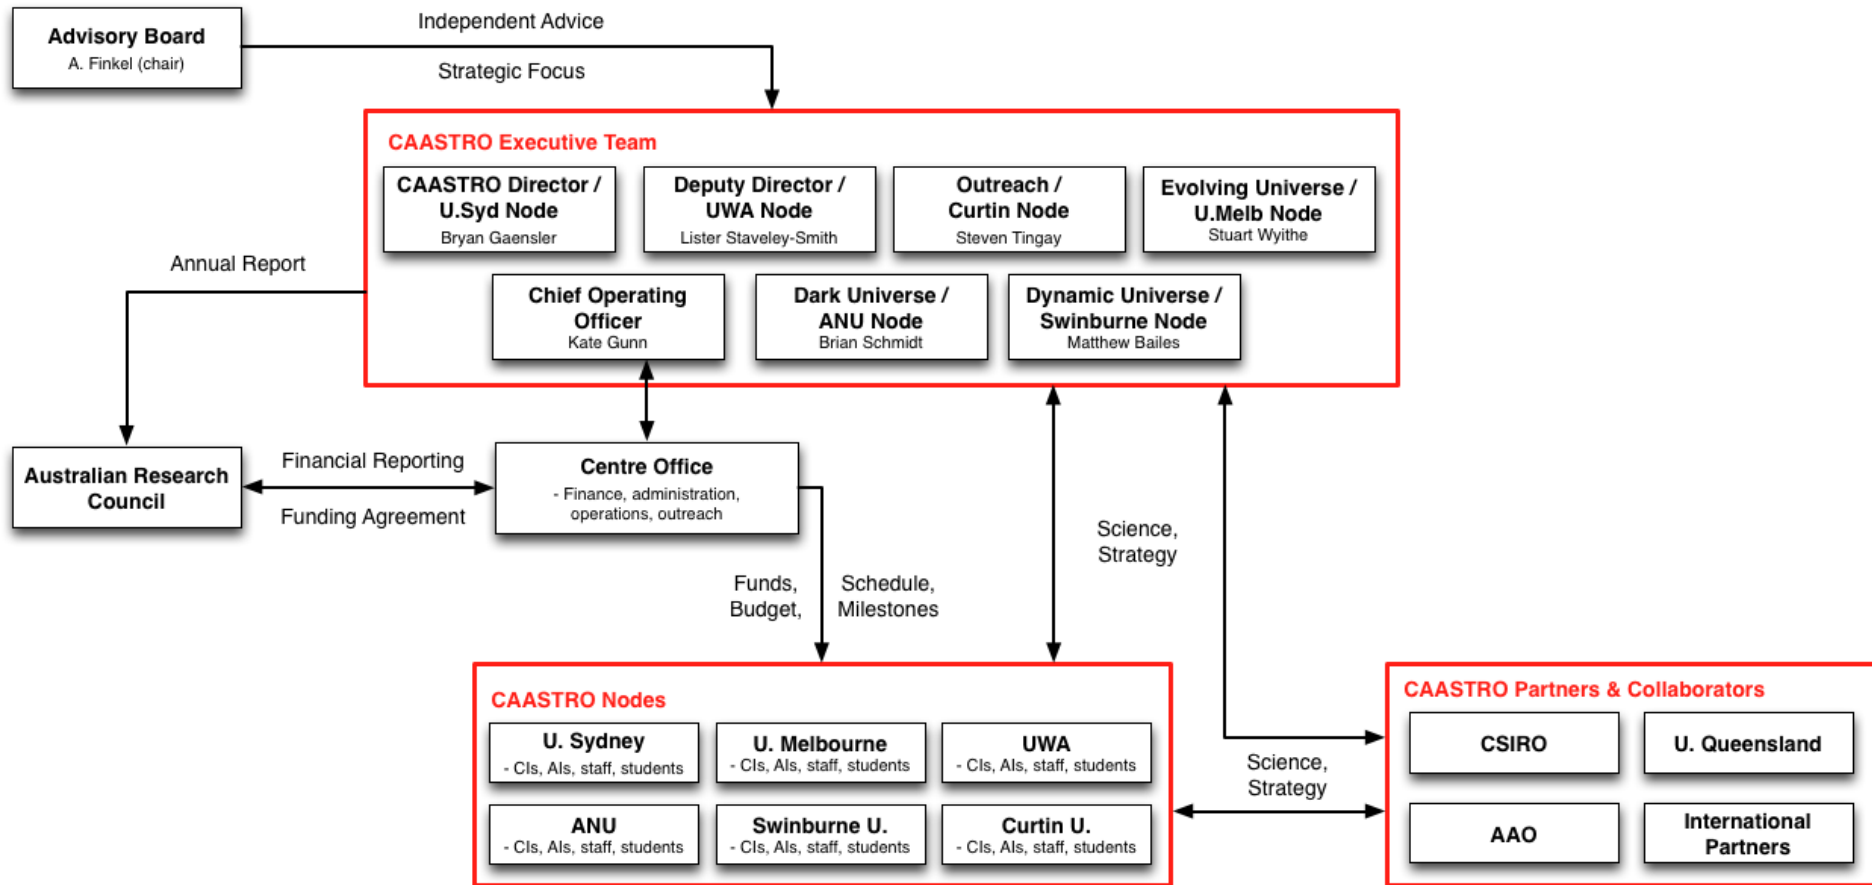 Advisory Board
A. Finkel (chair)
Independent Advice
Strategic Focus
CAASTRO Executive Team
CAASTRO Director /
U.Syd Node
Bryan Gaensler
Deputy Director /
UWA Node
Lister Staveley-Smith
Outreach /
Curtin Node
Steven Tingay
Evolving Universe /
U.Melb Node
Stuart Wyithe
Chief Operating
Officer
Kate Gunn
Dark Universe /
ANU Node
Brian Schmidt
Dynamic Universe /
Swinburne Node
Matthew Bailes
Annual Report
Australian Research
Council
Financial Reporting
Funding Agreement
Centre Office
- Finance, administration,
operations, outreach
Funds,
Budget,
Schedule,
Milestones
Science,
Strategy
CAASTRO Nodes
U. Sydney
- CIs, AIs, staff, students
U. Melbourne
- CIs, AIs, staff, students
UWA
- CIs, AIs, staff, students
ANU
- CIs, AIs, staff, students
Swinburne U.
- CIs, AIs, staff, students
Curtin U.
- CIs, AIs, staff, students
Science,
Strategy
CAASTRO Partners & Collaborators
CSIRO
U. Queensland
AAO
International
Partners